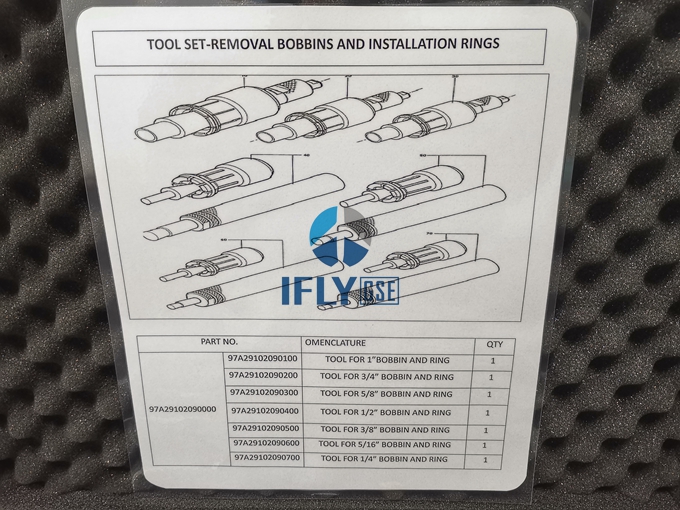 TOOL SET-REMOVAL BOBBINS AND INSTALLATION RINGS
IFLY GSE
PART NO. OMENCLATURE QTY
97A29102090000
97A29102090100 TOOL FOR 1"BOBBIN AND RING 1
97A29102090200 TOOL FOR 3/4" BOBBIN AND RING 1
97A29102090300 TOOL FOR 5/8" BOBBIN AND RING 1
97A29102090400 TOOL FOR 1/2" BOBBIN AND RING 1
97A29102090500 TOOL FOR 3/8" BOBBIN AND RING 1
97A29102090600 TOOL FOR 5/16" BOBBIN AND RING 1
97A29102090700 TOOL FOR 1/4" BOBBIN AND RING 1